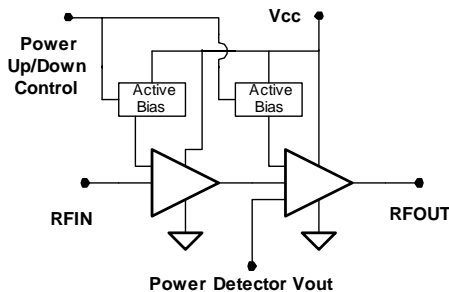 Vcc
Power
Up/Down
Control
Active
Bias
Active
Bias
RFIN
RFOUT
Power Detector Vout